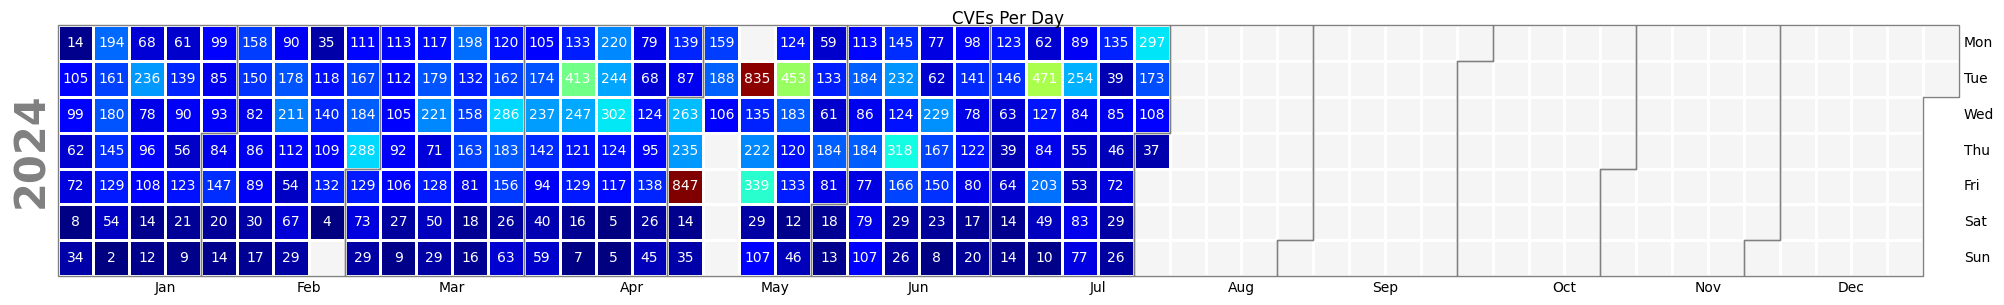 CVEs Per Day
14 194 68 61 99 158 90 35 111 113 117 198 120 105 133 220 79 139 159 124 59 113 145 77 98 123 62 89 135 297 Mon
105 161 236 139 85 150 178 118 167 112 179 132 162 174 413 244 68 87 188 835 453 133 184 232 62 141 146 471 254 39 173 Tue
99 180 78 90 93 82 211 140 184 105 221 158 286 237 247 302 124 263 106 135 183 61 86 124 229 78 63 127 84 85 108 Wed
62 145 96 56 84 86 112 109 288 92 71 163 183 142 121 124 95 235 222 120 184 184 318 167 122 39 84 55 46 37 Thu
72 129 108 123 147 89 54 132 129 106 128 81 156 94 129 117 138 847 339 133 81 77 166 150 80 64 203 53 72 Fri
8 54 14 21 20 30 67 4 73 27 50 18 26 40 16 5 26 14 29 12 18 79 29 23 17 14 49 83 29 Sat
34 2 12 9 14 17 29 29 9 29 16 63 59 7 5 45 35 107 46 13 107 26 8 20 14 10 77 26 Sun
2024
Jan Feb Mar Apr May Jun Jul Aug Sep Oct Nov Dec